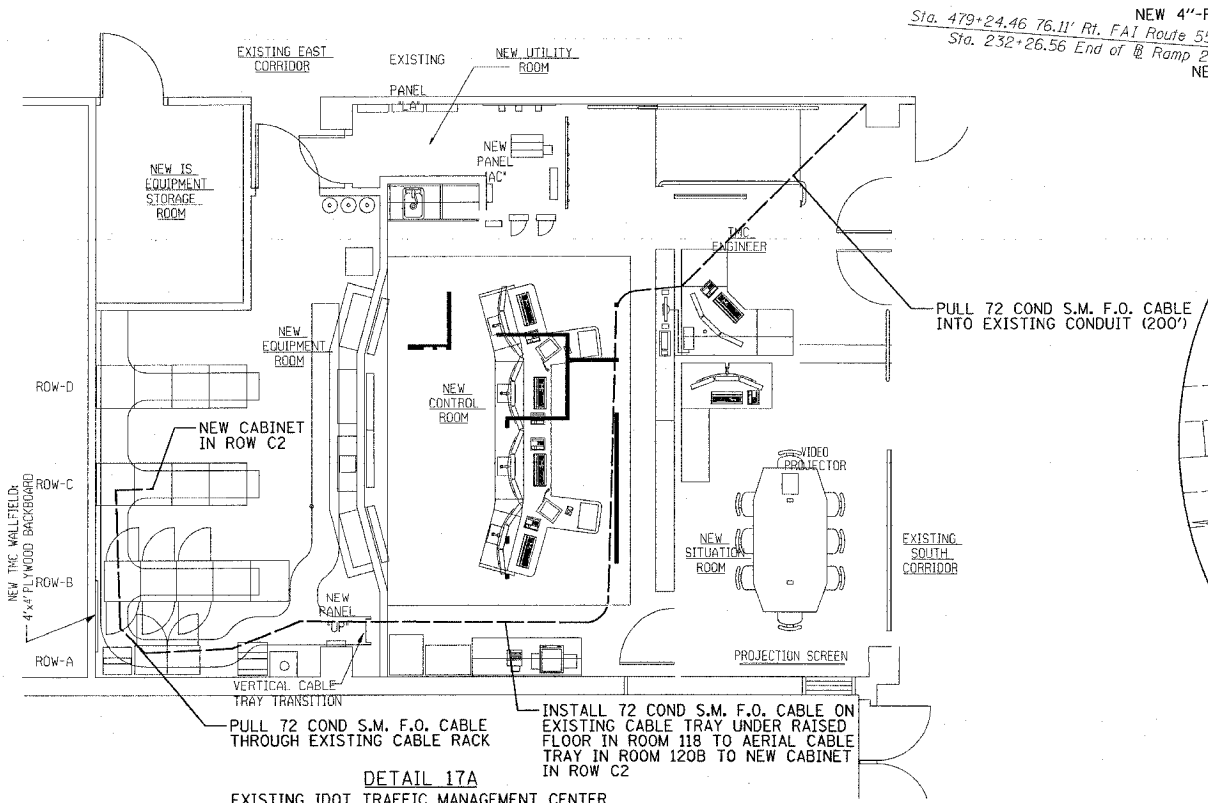 NEW 4"-
Sta. 479+24.46 76.11' Rt. FAI Route 55
Sta. 232+26.56 End of ℄ Ramp 2
NE
EXISTING EAST
CORRIDOR
EXISTING
NEW UTILITY
ROOM
PANEL
"LA"
NEW
PANEL
"AC"
NEW IS
EQUIPMENT
STORAGE
ROOM
TMC
ENGINEER
PULL 72 COND S.M. F.O. CABLE
INTO EXISTING CONDUIT (200')
NEW
EQUIPMENT
ROOM
NEW
CONTROL
ROOM
ROW-D
NEW CABINET
IN ROW C2
ROW-C
VIDEO
PROJECTOR
NEW TMC WALLFIELD:
4'x4' PLYWOOD BACKBOARD
NEW
SITUATION
ROOM
EXISTING
SOUTH
CORRIDOR
ROW-B
NEW
PANEL
"UP"
ROW-A
PROJECTION SCREEN
VERTICAL CABLE
TRAY TRANSITION
PULL 72 COND S.M. F.O. CABLE
THROUGH EXISTING CABLE RACK
INSTALL 72 COND S.M. F.O. CABLE ON
EXISTING CABLE TRAY UNDER RAISED
FLOOR IN ROOM 118 TO AERIAL CABLE
TRAY IN ROOM 120B TO NEW CABINET
IN ROW C2
DETAIL 17A
EXISTING IDOT TRAFFIC MANAGEMENT CENTER